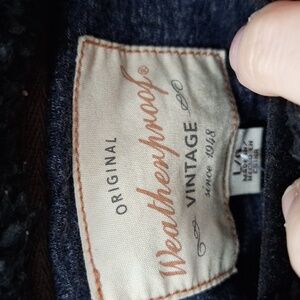 ORIGINAL
Weatherproof®
VINTAGE
since 1948